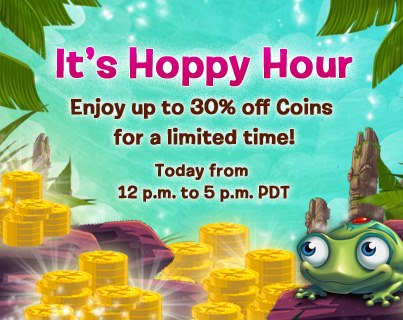 It's Hoppy Hour
Enjoy up to 30% off Coins
for a limited time!
Today from
12 p.m. to 5 p.m. PDT